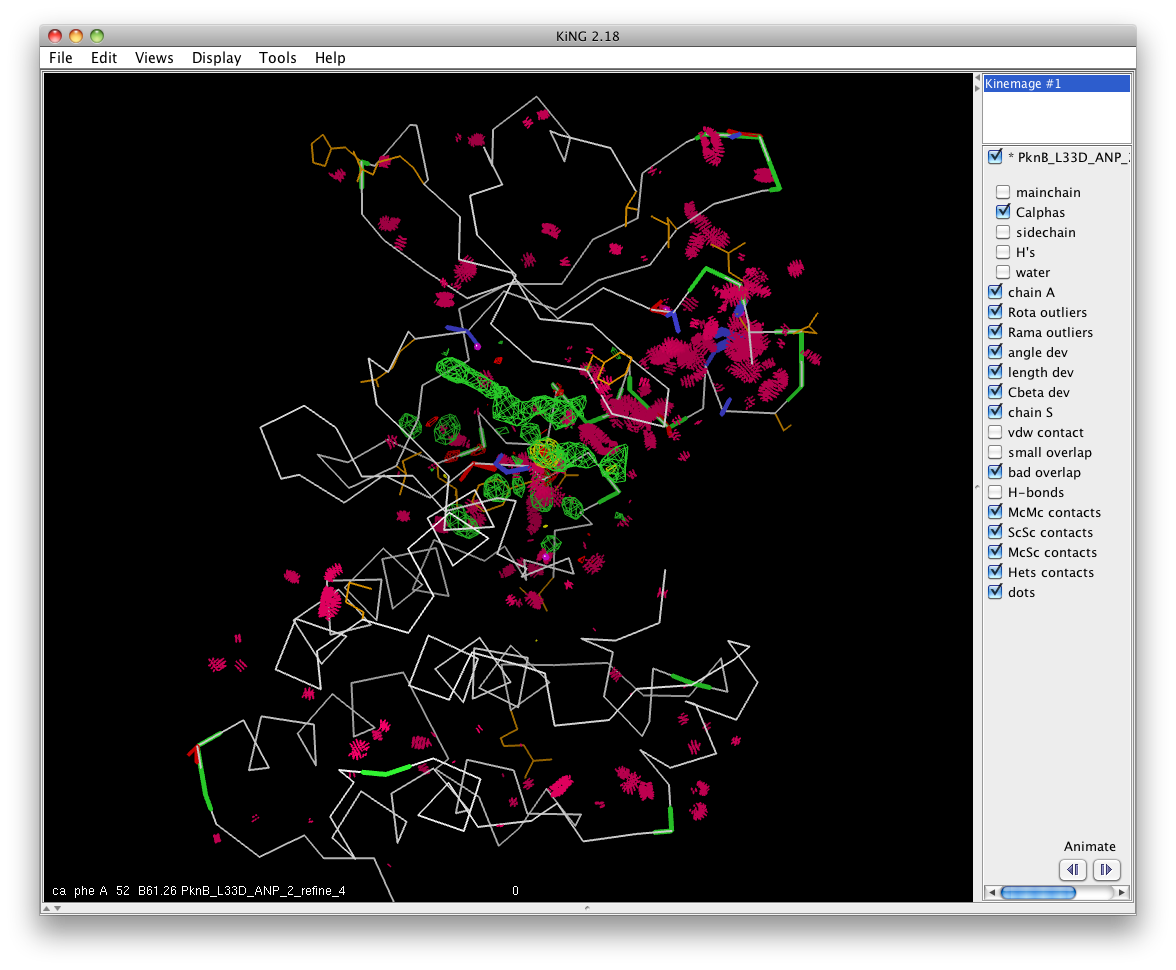 KiNG 2.18
File Edit Views Display Tools Help
Kinemage #1
* PknB_L33D_ANP_2
mainchain
Calphas
sidechain
H's
water
chain A
Rota outliers
Rama outliers
angle dev
length dev
Cbeta dev
chain S
vdw contact
small overlap
bad overlap
H-bonds
McMc contacts
ScSc contacts
McSc contacts
Hets contacts
dots
Animate
ca phe A 52 B61.26 PknB_L33D_ANP_2_refine_4 0